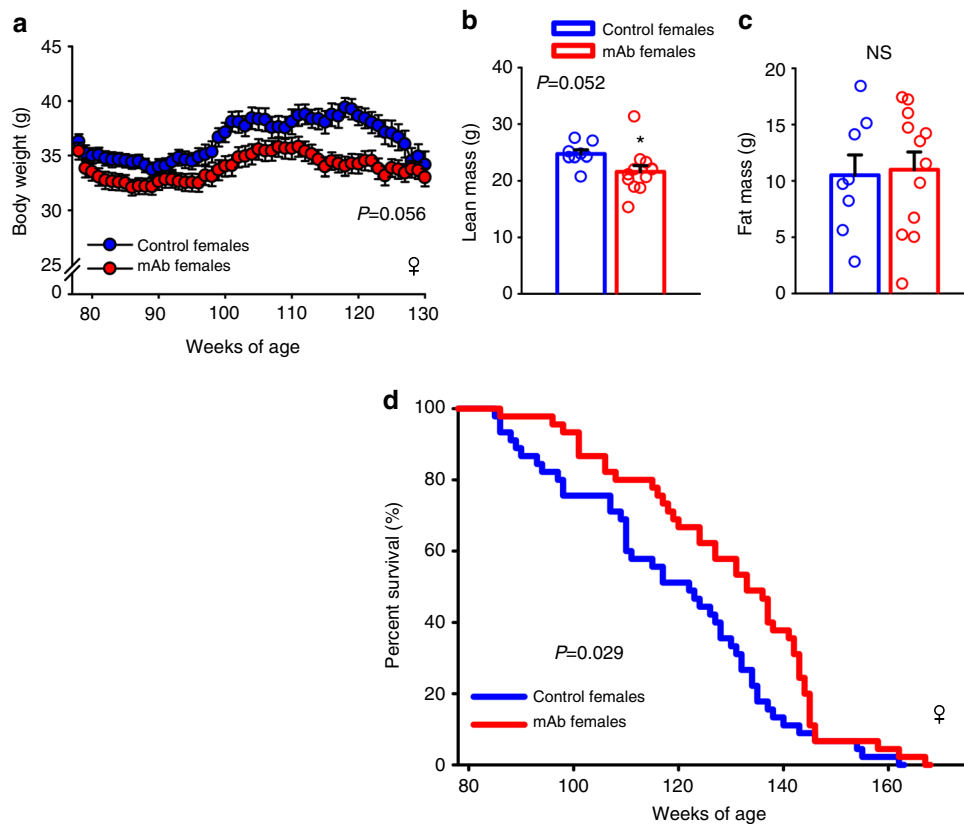 a
45
40
35
33
25
0
Body weight (g)
Control females
mAb females
P=0.056
♀
80 90 100 110 120 130
Weeks of age
b
Control females
mAb females
P=0.052
40
30
20
10
0
Lean mass (g)
*
c
NS
20
15
10
5
0
Fat mass (g)
d
100
80
60
40
20
0
Percent survival (%)
P=0.029
Control females
mAb females
♀
80 100 120 140 160
Weeks of age